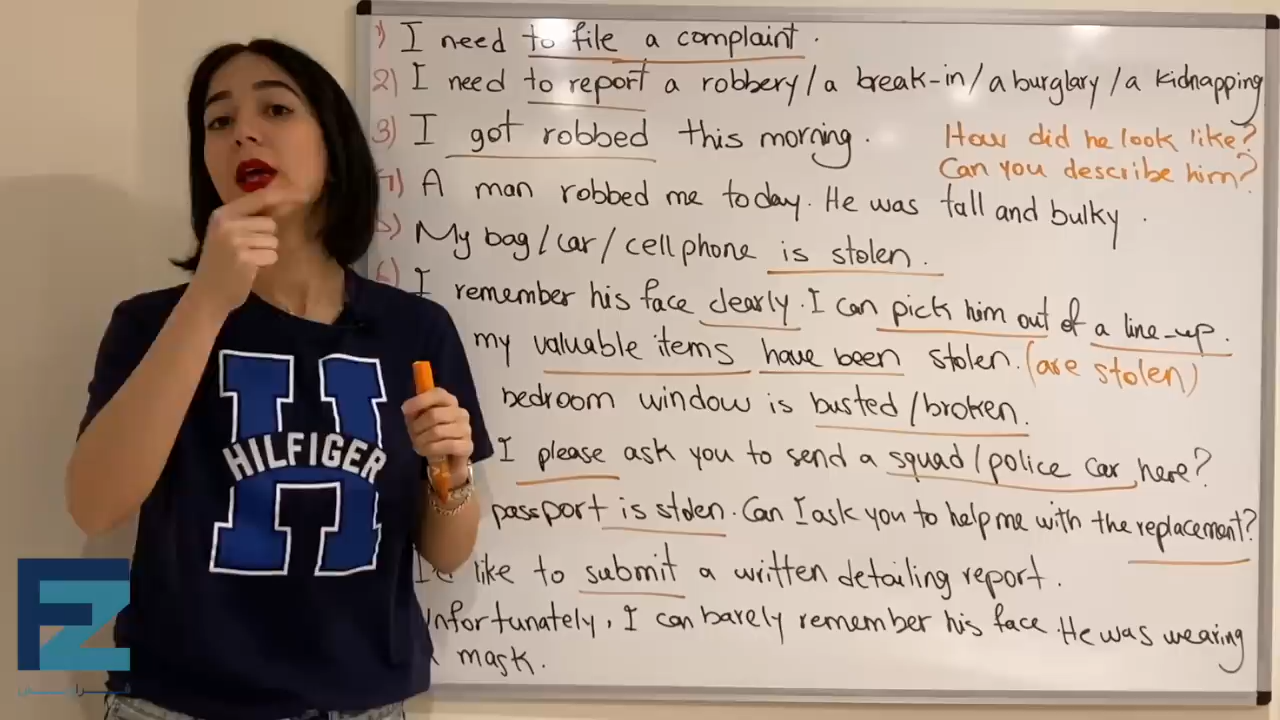 1) I need to file a complaint.
2) I need to report a robbery/a break-in/a burglary/a kidnapping
3) I got robbed this morning.
How did he look like?
Can you describe him?
A man robbed me today. He was tall and bulky.
My bag/car/cellphone is stolen.
I remember his face clearly. I can pick him out of a line-up.
my valuable items have been stolen. (are stolen)
bedroom window is busted/broken.
I please ask you to send a squad/police car here?
passport is stolen. Can I ask you to help me with the replacement?
like to submit a written detailing report.
Unfortunately, I can barely remember his face. He was wearing
mask.
H
HILFIGER
FZ